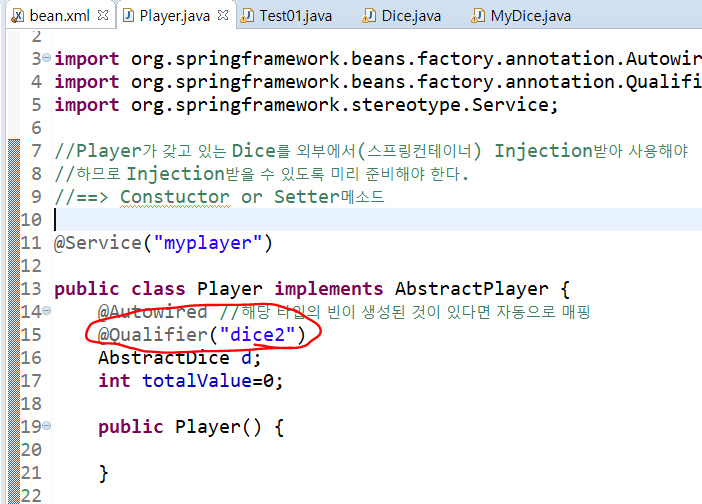 bean.xml Player.java Test01.java Dice.java MyDice.java
2
3 import org.springframework.beans.factory.annotation.Autowir
4 import org.springframework.beans.factory.annotation.Qualifi
5 import org.springframework.stereotype.Service;
6
7 //Player가 갖고 있는 Dice를 외부에서(스프링컨테이너) Injection받아 사용해야
8 //하므로 Injection받을 수 있도록 미리 준비해야 한다.
9 //==> Constuctor or Setter메소드
10
11 @Service("myplayer")
12
13 public class Player implements AbstractPlayer {
14 @Autowired //해당 타입의 빈이 생성된 것이 있다면 자동으로 매핑
15 @Qualifier("dice2")
16 AbstractDice d;
17 int totalValue=0;
18
19 public Player() {
20
21 }
22